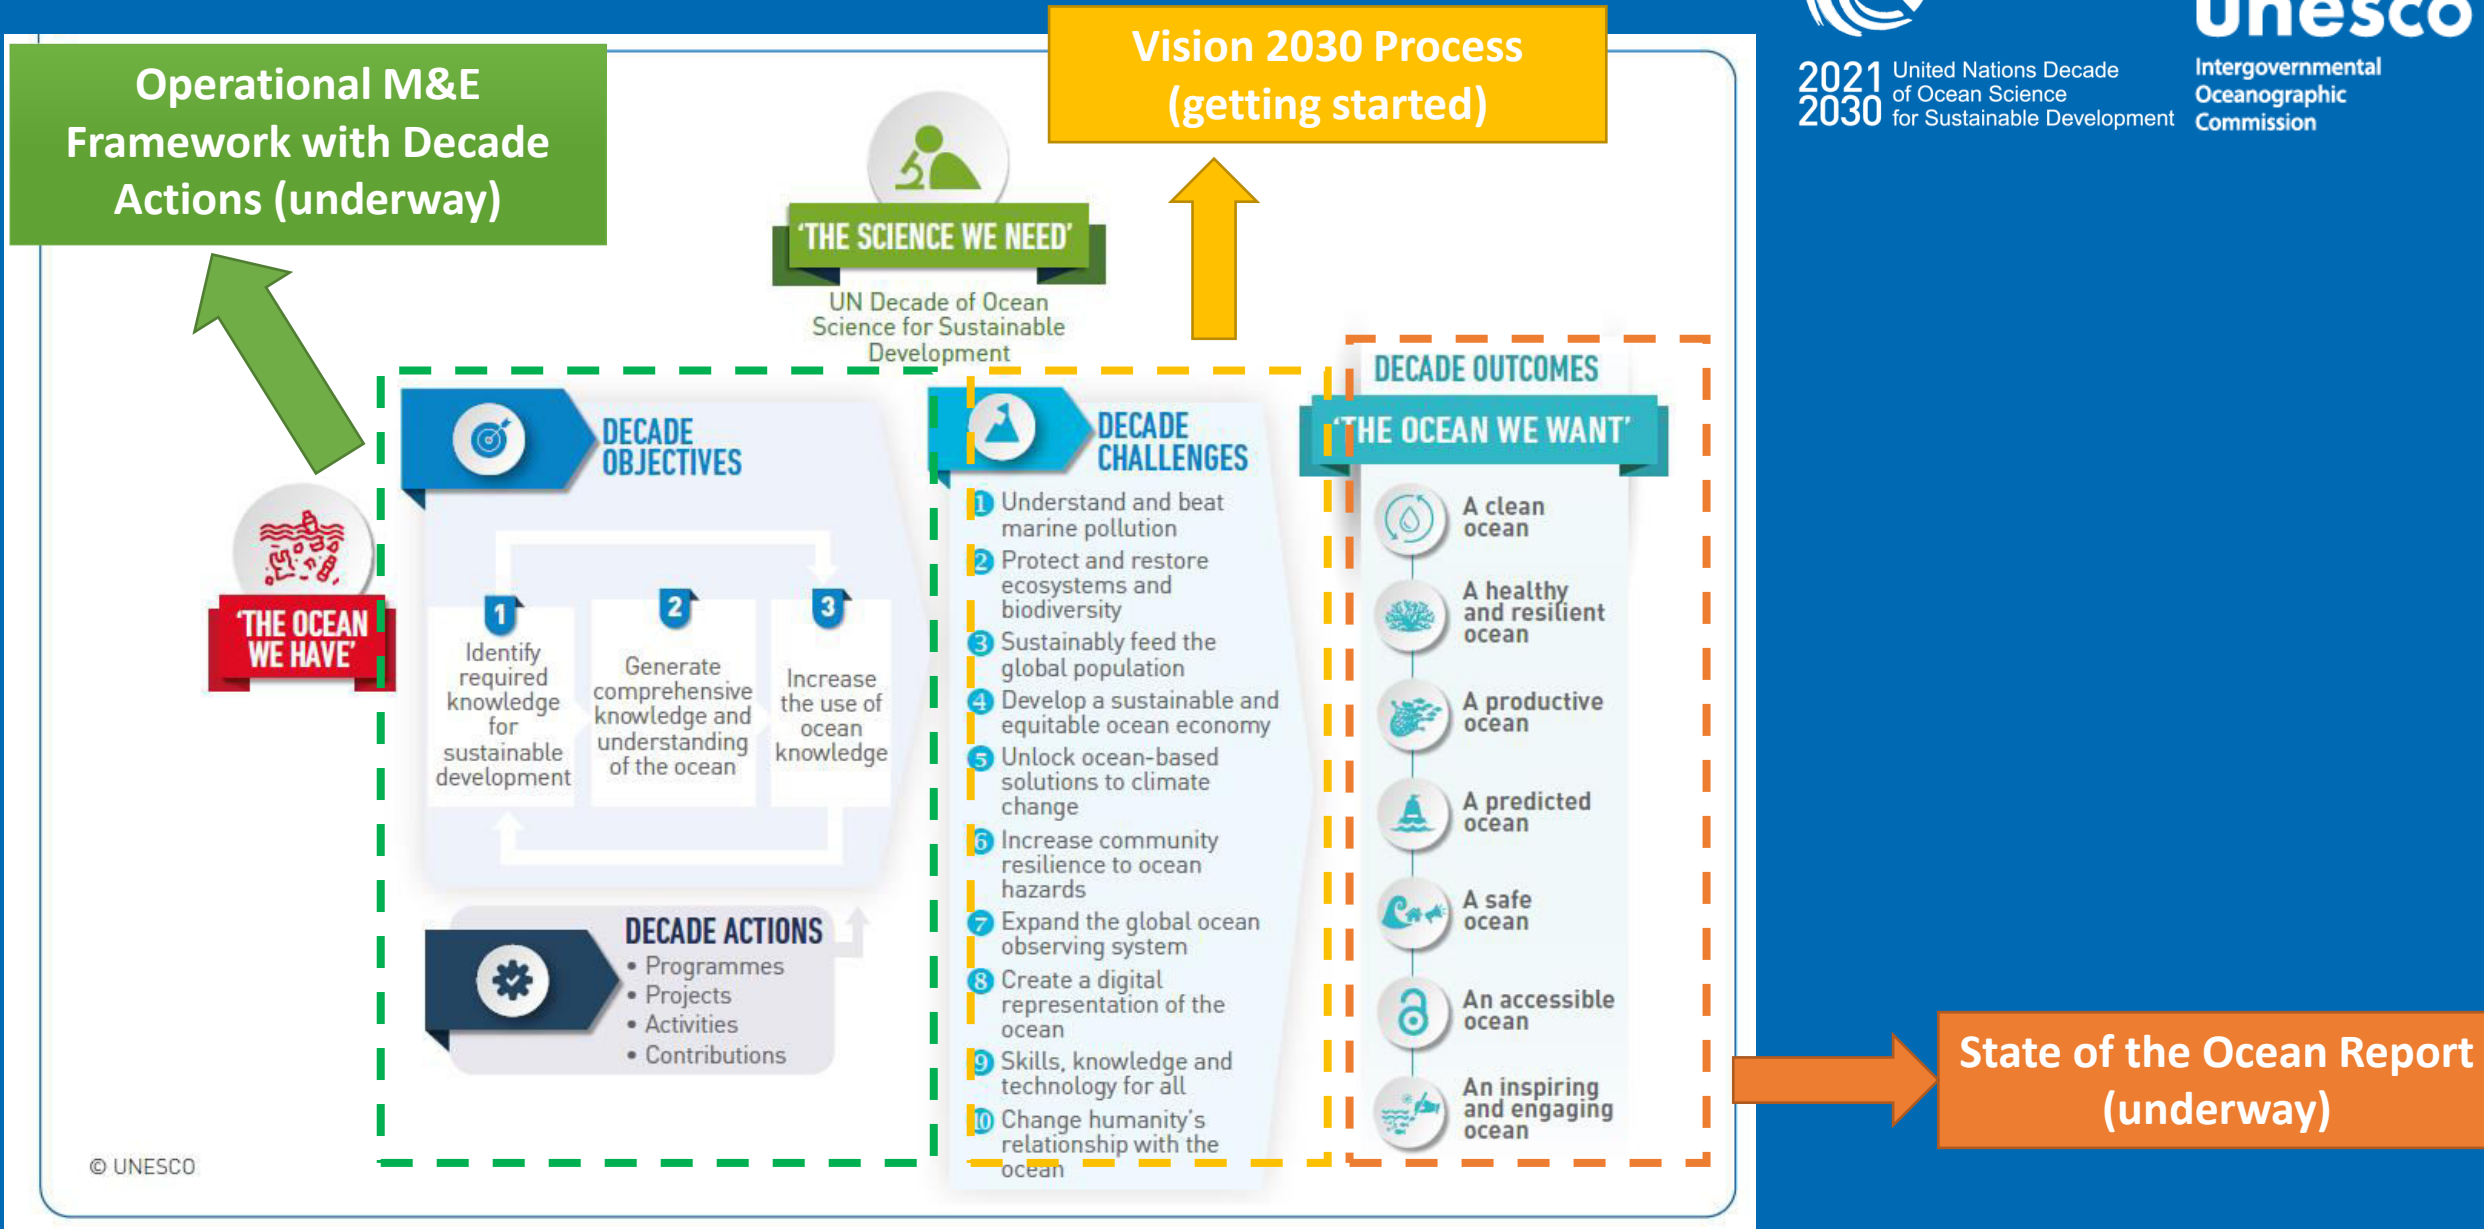 Operational M&E
Framework with Decade
Actions (underway)
Vision 2030 Process
(getting started)
unesco
2021
2030
United Nations Decade
of Ocean Science
for Sustainable Development
Intergovernmental
Oceanographic
Commission
'THE SCIENCE WE NEED'
UN Decade of Ocean
Science for Sustainable
Development
'THE OCEAN
WE HAVE'
DECADE
OBJECTIVES
1
Identify
required
knowledge
for
sustainable
development
2
Generate
comprehensive
knowledge and
understanding
of the ocean
3
Increase
the use of
ocean
knowledge
DECADE ACTIONS
• Programmes
• Projects
• Activities
• Contributions
DECADE
CHALLENGES
1 Understand and beat
marine pollution
2 Protect and restore
ecosystems and
biodiversity
3 Sustainably feed the
global population
4 Develop a sustainable and
equitable ocean economy
5 Unlock ocean-based
solutions to climate
change
6 Increase community
resilience to ocean
hazards
7 Expand the global ocean
observing system
8 Create a digital
representation of the
ocean
9 Skills, knowledge and
technology for all
10 Change humanity's
relationship with the
ocean
DECADE OUTCOMES
'THE OCEAN WE WANT'
A clean
ocean
A healthy
and resilient
ocean
A productive
ocean
A predicted
ocean
A safe
ocean
An accessible
ocean
An inspiring
and engaging
ocean
State of the Ocean Report
(underway)
© UNESCO